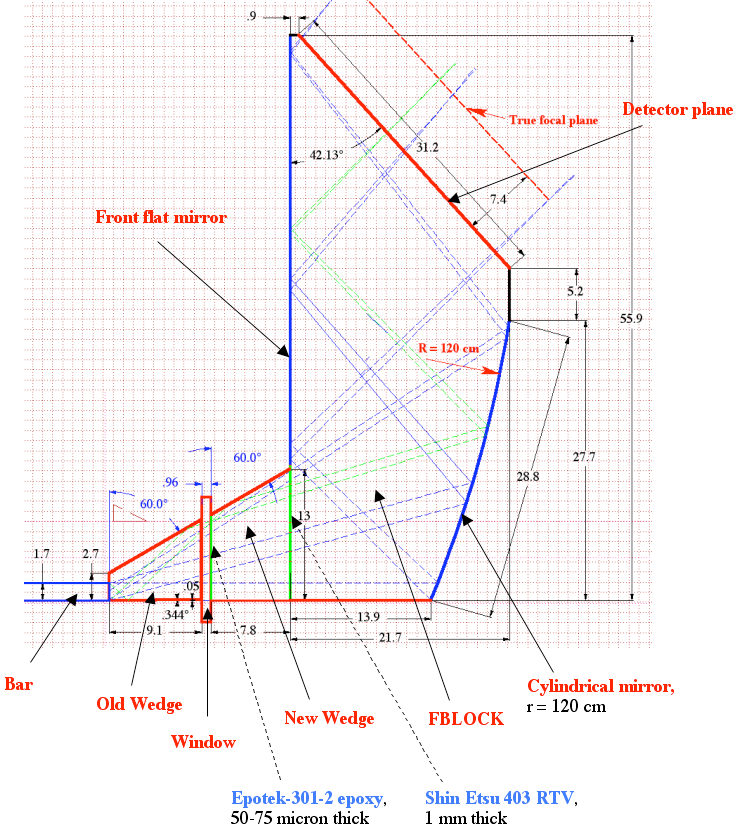 .9
True focal plane
Detector plane
42.13°
31.2
7.4
Front flat mirror
5.2
55.9
R = 120 cm
60.0°
.96
27.7
28.8
60.0°
13
1.7
2.7
.05
.344°
13.9
9.1
7.8
21.7
Bar
Old Wedge
Window
New Wedge
FBLOCK
Cylindrical mirror,
r = 120 cm
Epotek-301-2 epoxy,
50-75 micron thick
Shin Etsu 403 RTV,
1 mm thick